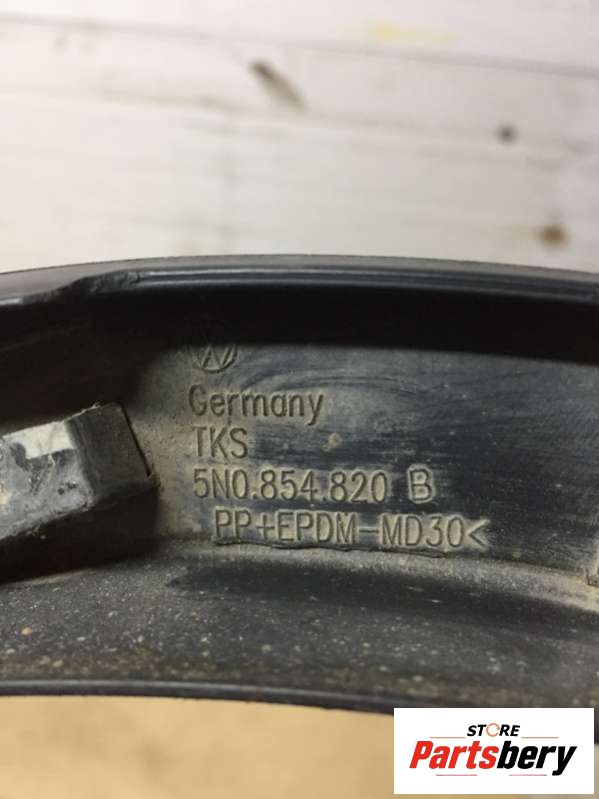 Germany
TKS
5N0.854.820 B
PP+EPDM-MD30<
STORE
Partsbery